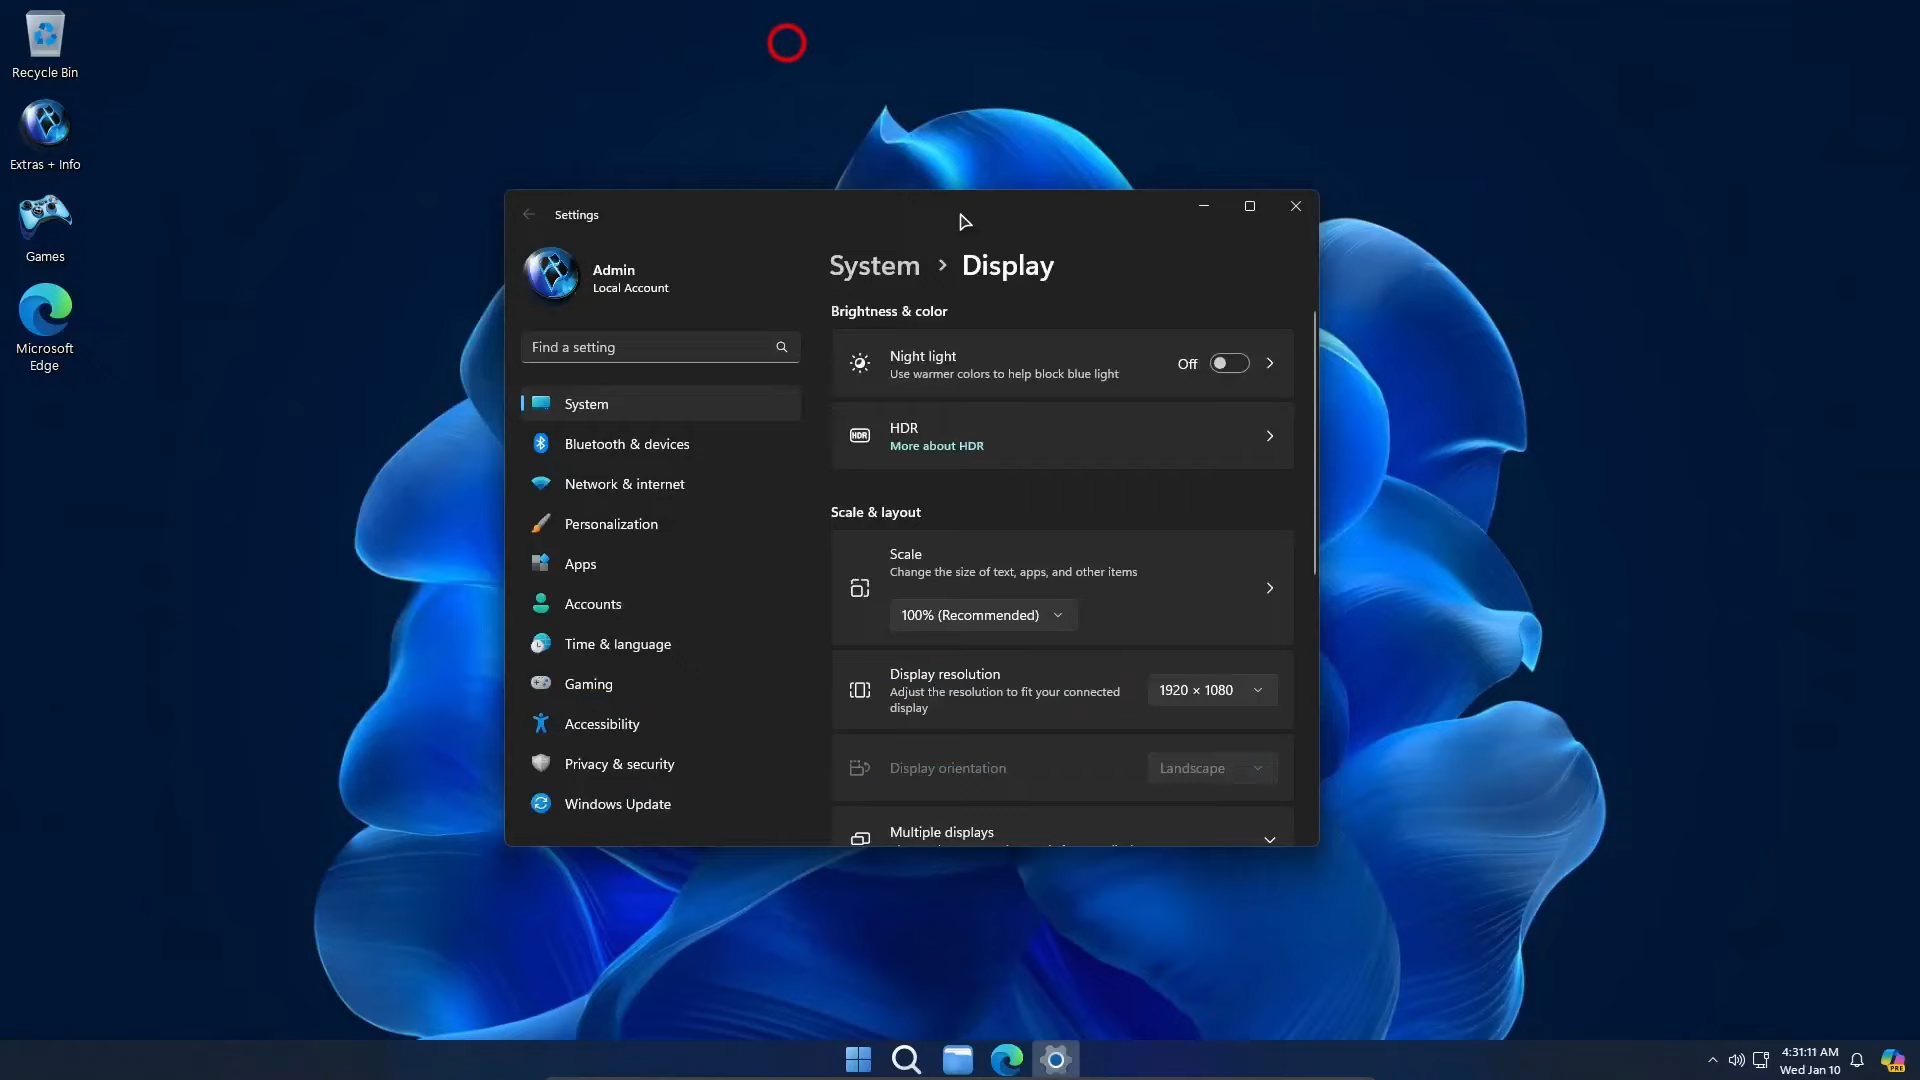 Recycle Bin
Extras + Info
Games
Microsoft
Edge
Settings
Admin
Local Account
Find a setting
System
Bluetooth & devices
Network & internet
Personalization
Apps
Accounts
Time & language
Gaming
Accessibility
Privacy & security
Windows Update
System > Display
Brightness & color
Night light
Use warmer colors to help block blue light
Off
HDR
HDR
More about HDR
Scale & layout
Scale
Change the size of text, apps, and other items
100% (Recommended)
Display resolution
Adjust the resolution to fit your connected
display
1920 × 1080
Display orientation
Landscape
Multiple displays
4:31:11 AM
Wed Jan 10
PRE